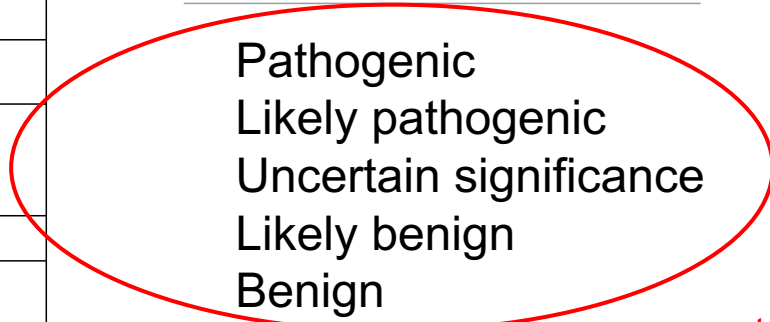 Pathogenic
Likely pathogenic
Uncertain significance
Likely benign
Benign